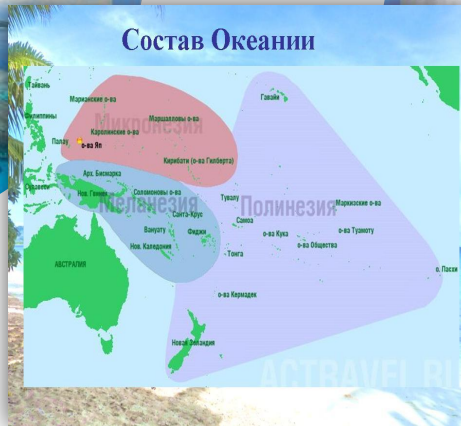 Состав Океании
Тайвань
Филиппины
Марианские о-ва
Микронезия
Маршалловы о-ва
Каролинские о-ва
Палау
о-ва Яп
Кирибати (о-ва Гилберта)
Гавайи
Арх. Бисмарка
Сулавеси
Нов. Гвинея
Соломоновы о-ва
Меланезия
Санта-Крус
Вануату
Фиджи
Нов. Каледония
Тувалу
Полинезия
Самоа
Маркизские о-ва
о-ва Кука
о-ва Туамоту
о-ва Общества
Тонга
о. Пасхи
АВСТРАЛИЯ
о-ва Кермадек
Новая Зеландия
ACTRAVEL.RU